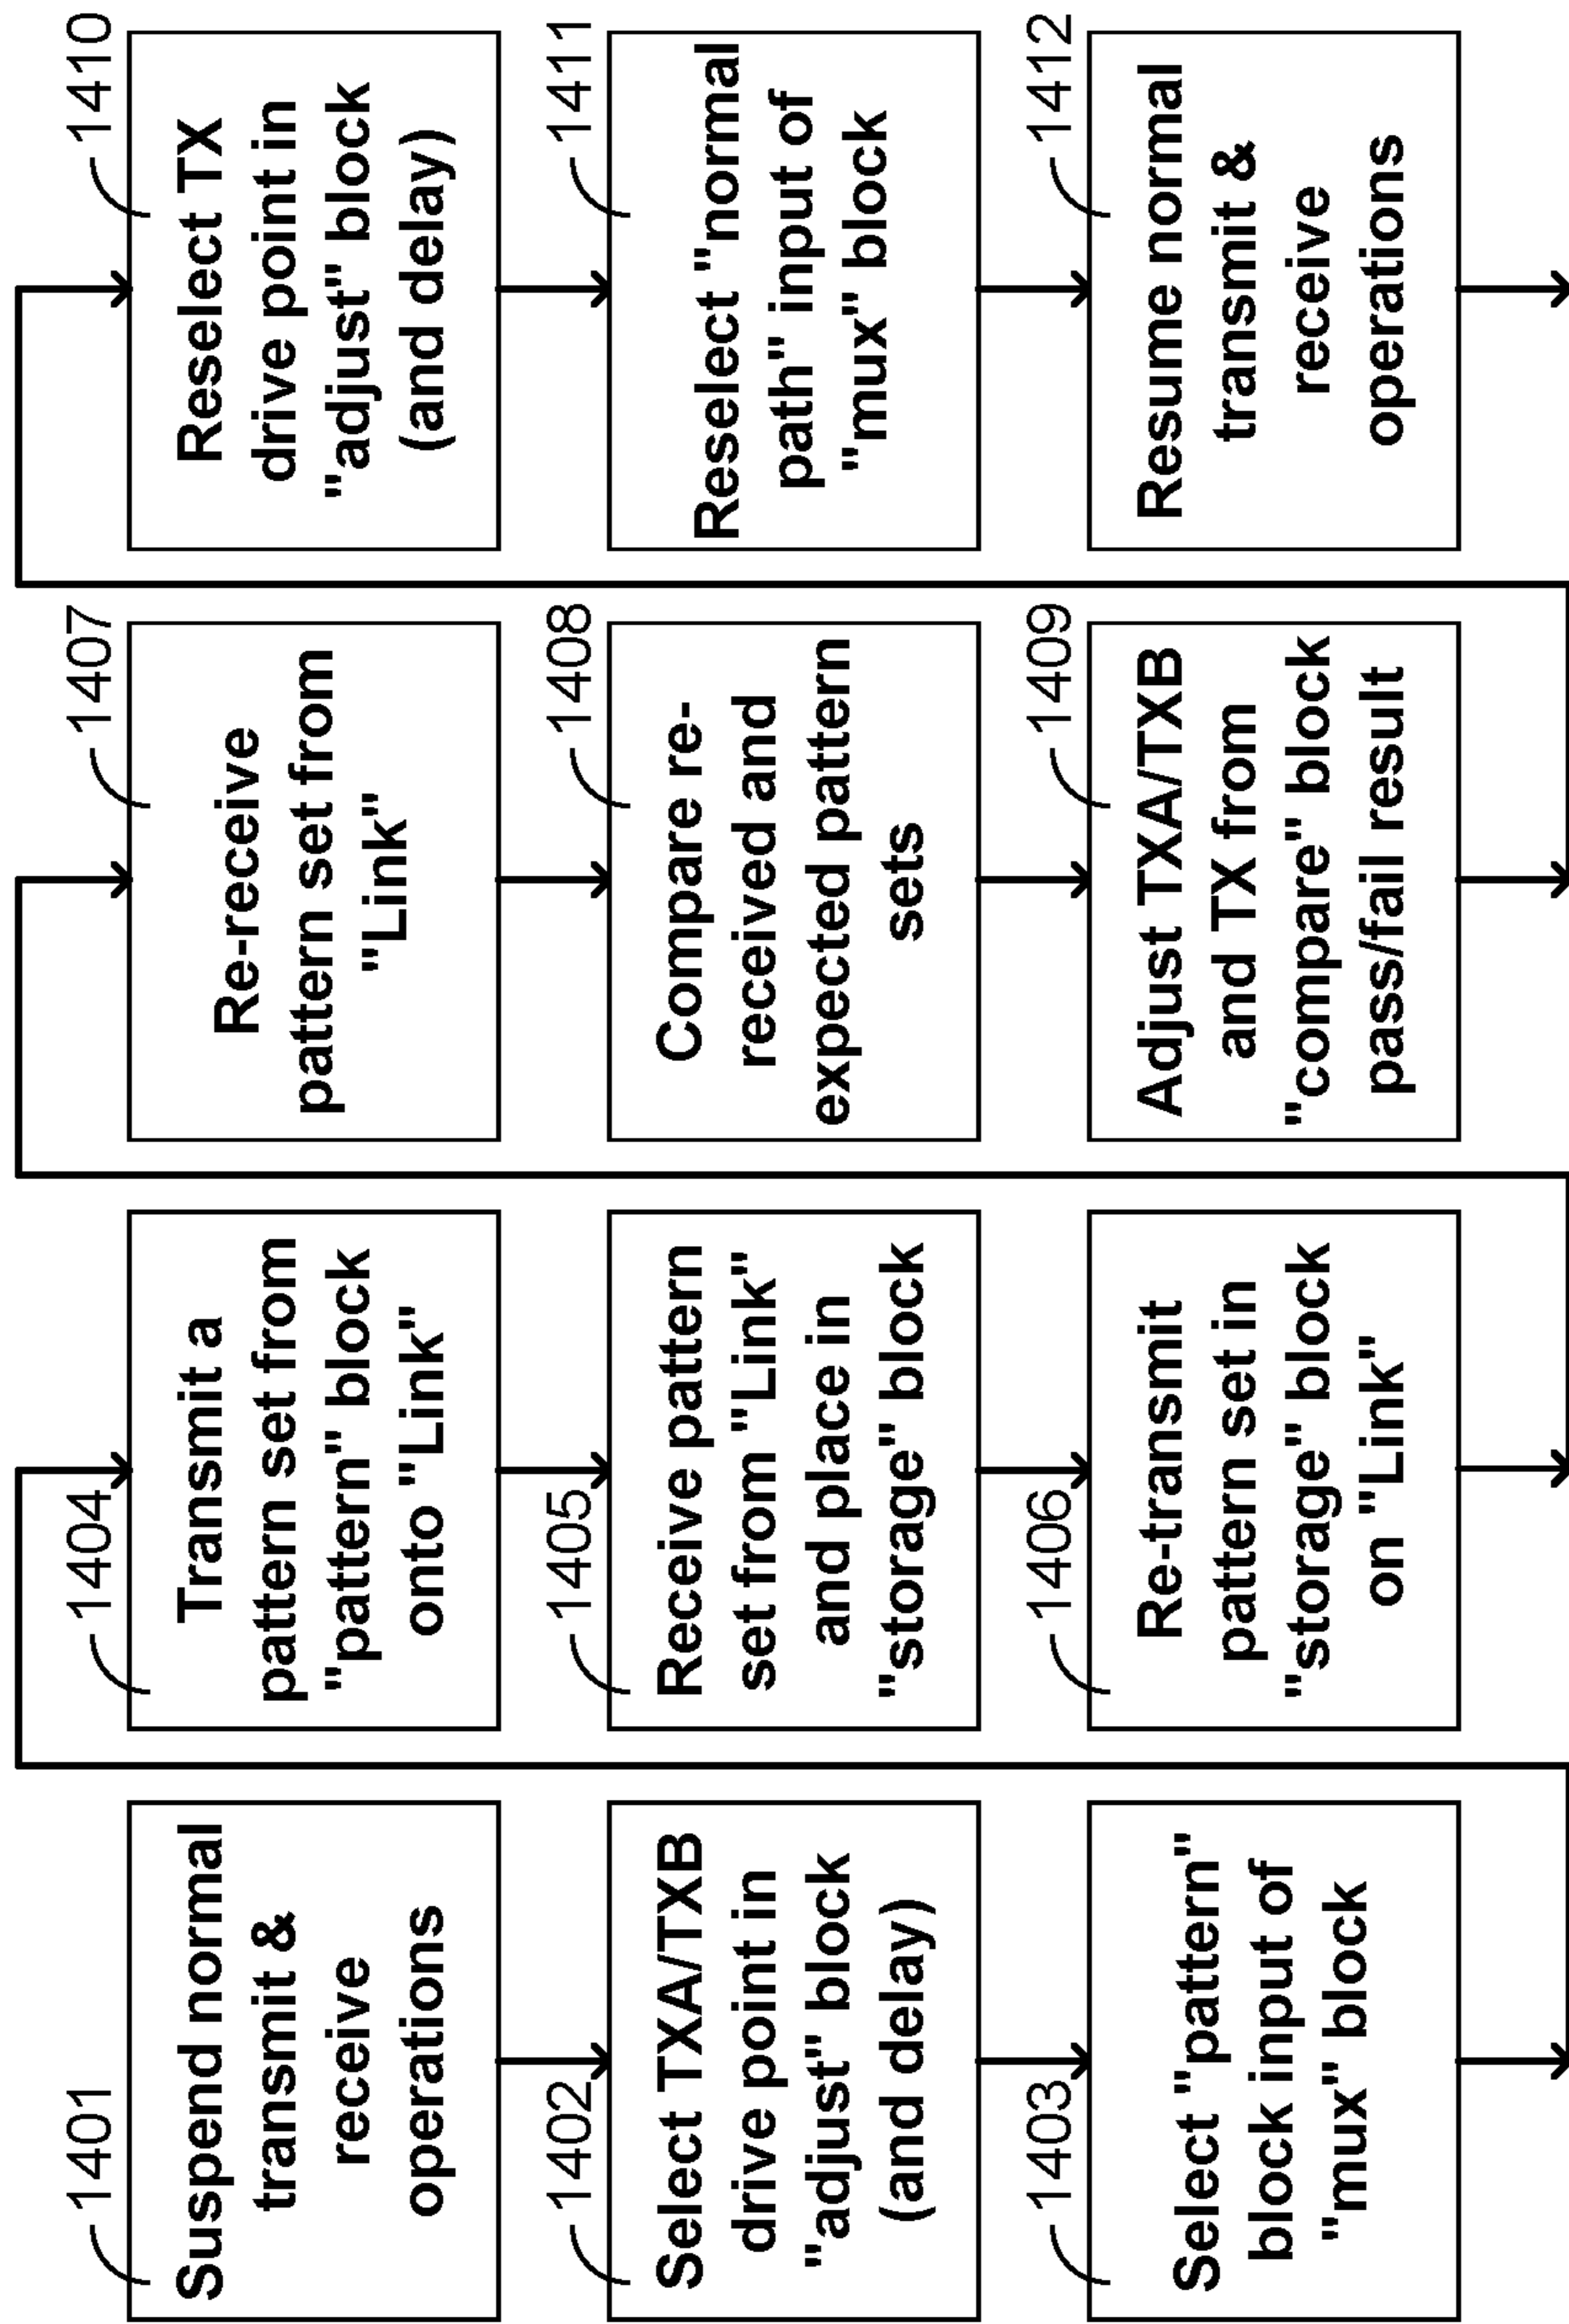 1401
Suspend normal
transmit &
receive
operations
1402
Select TXA/TXB
drive point in
"adjust" block
(and delay)
1403
Select "pattern"
block input of
"mux" block
1404
Transmit a
pattern set from
"pattern" block
onto "Link"
1405
Receive pattern
set from "Link"
and place in
"storage" block
1406
Re-transmit
pattern set in
"storage" block
on "Link"
1407
Re-receive
pattern set from
"Link"
1408
Compare re-
received and
expected pattern
sets
1409
Adjust TXA/TXB
and TX from
"compare" block
pass/fail result
1410
Reselect TX
drive point in
"adjust" block
(and delay)
1411
Reselect "normal
path" input of
"mux" block
1412
Resume normal
transmit &
receive
operations